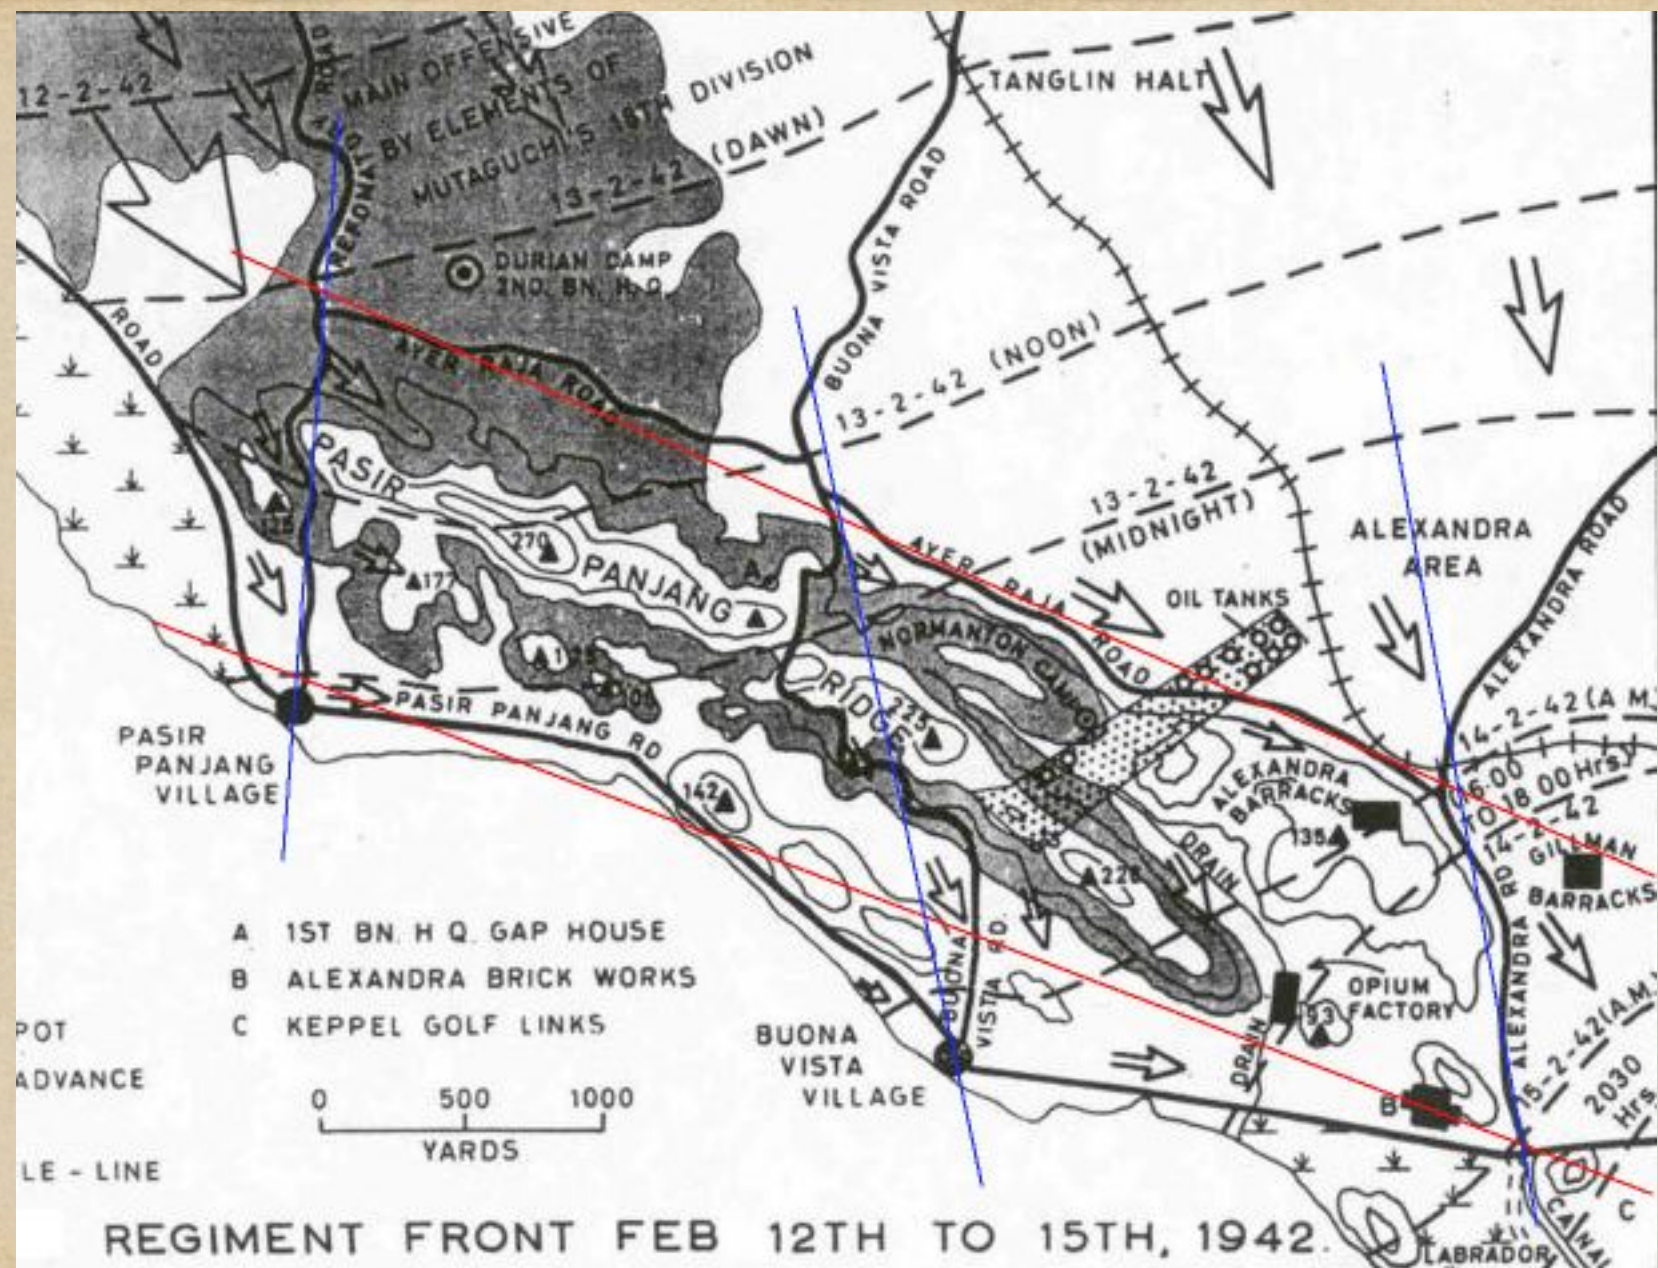 12-2-42
ROAD
MAIN OFFENSIVE
BY ELEMENTS OF
MUTAGUCHI'S 18TH DIVISION
13-2-42 (DAWN)
TANGLIN HALT
BUONA VISTA ROAD
DURIAN CAMP
2ND. BN. H.Q.
ROAD
AYER RAJA ROAD
13-2-42 (NOON)
13-2-42
(MIDNIGHT)
ALEXANDRA
AREA
ALEXANDRA ROAD
PASIR
PANJANG
RIDGE
270
177
A
AYER RAJA ROAD
OIL TANKS
NORMANTON CAMP
225
PASIR PANJANG RD
PASIR
PANJANG
VILLAGE
142
14-2-42 (A.M.)
16:00
TO 18.00 Hrs.)
14-2-42
ALEXANDRA
BARRACKS
135
GILLMAN
BARRACKS
DRAIN
226
A 1ST BN. H Q. GAP HOUSE
B ALEXANDRA BRICK WORKS
C KEPPEL GOLF LINKS
BUONA
VISTA RD.
ALEXANDRA RD
OPIUM
FACTORY
93
DRAIN
BUONA
VISTA
VILLAGE
B
15-2-42 (A.M.)
2030
Hrs.
POT
ADVANCE
LE - LINE
0 500 1000
YARDS
C
CANAL
LABRADOR
REGIMENT FRONT FEB 12TH TO 15TH, 1942.